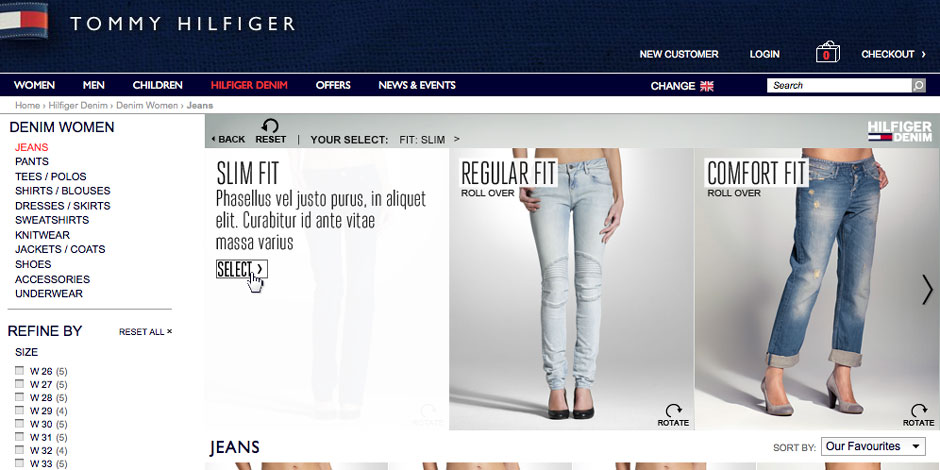 TOMMY HILFIGER
NEW CUSTOMER LOGIN 0 CHECKOUT ›
WOMEN MEN CHILDREN HILFIGER DENIM OFFERS NEWS & EVENTS CHANGE Search
Home › Hilfiger Denim › Denim Women › Jeans
DENIM WOMEN
JEANS
PANTS
TEES / POLOS
SHIRTS / BLOUSES
DRESSES / SKIRTS
SWEATSHIRTS
KNITWEAR
JACKETS / COATS
SHOES
ACCESSORIES
UNDERWEAR
REFINE BY RESET ALL ×
SIZE
W 26 (5)
W 27 (5)
W 28 (5)
W 29 (4)
W 30 (5)
W 31 (5)
W 32 (4)
W 33 (5)
BACK RESET | YOUR SELECT: FIT: SLIM >
HILFIGER
DENIM
SLIM FIT
Phasellus vel justo purus, in aliquet
elit. Curabitur id ante vitae
massa varius
SELECT >
ROTATE
REGULAR FIT
ROLL OVER
ROTATE
COMFORT FIT
ROLL OVER
ROTATE
JEANS
SORT BY: Our Favourites